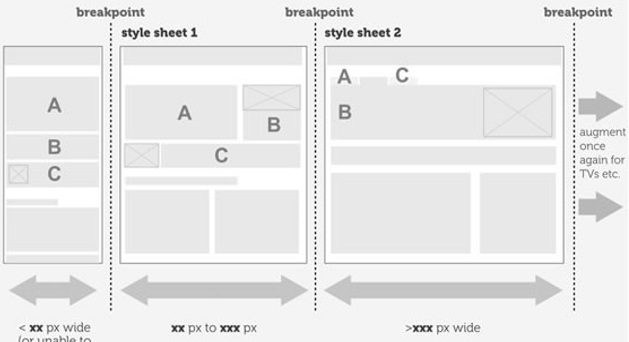 breakpoint
breakpoint
breakpoint
style sheet 1
style sheet 2
A
B
C
A
B
C
A
C
B
augment
once
again for
TVs etc.
< xx px wide
(or unable to
xx px to xxx px
>xxx px wide